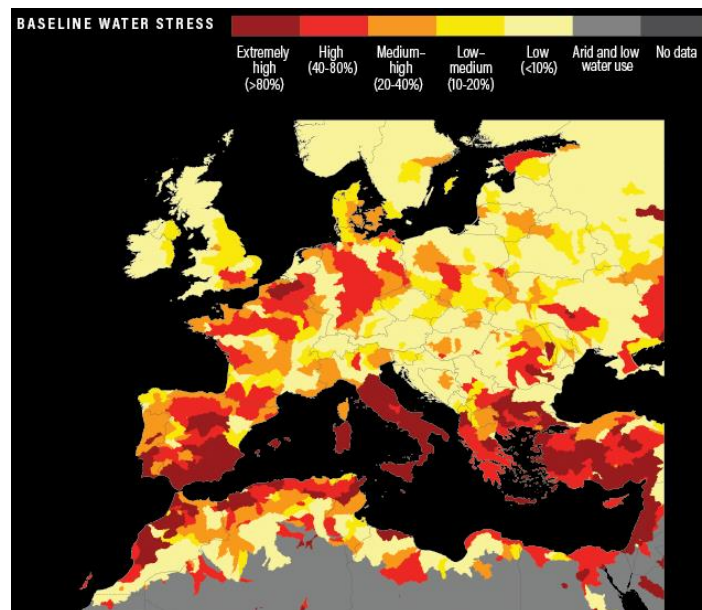 BASELINE WATER STRESS
Extremely
high
(>80%)
High
(40-80%)
Medium–
high
(20-40%)
Low–
medium
(10-20%)
Low
(<10%)
Arid and low
water use
No data